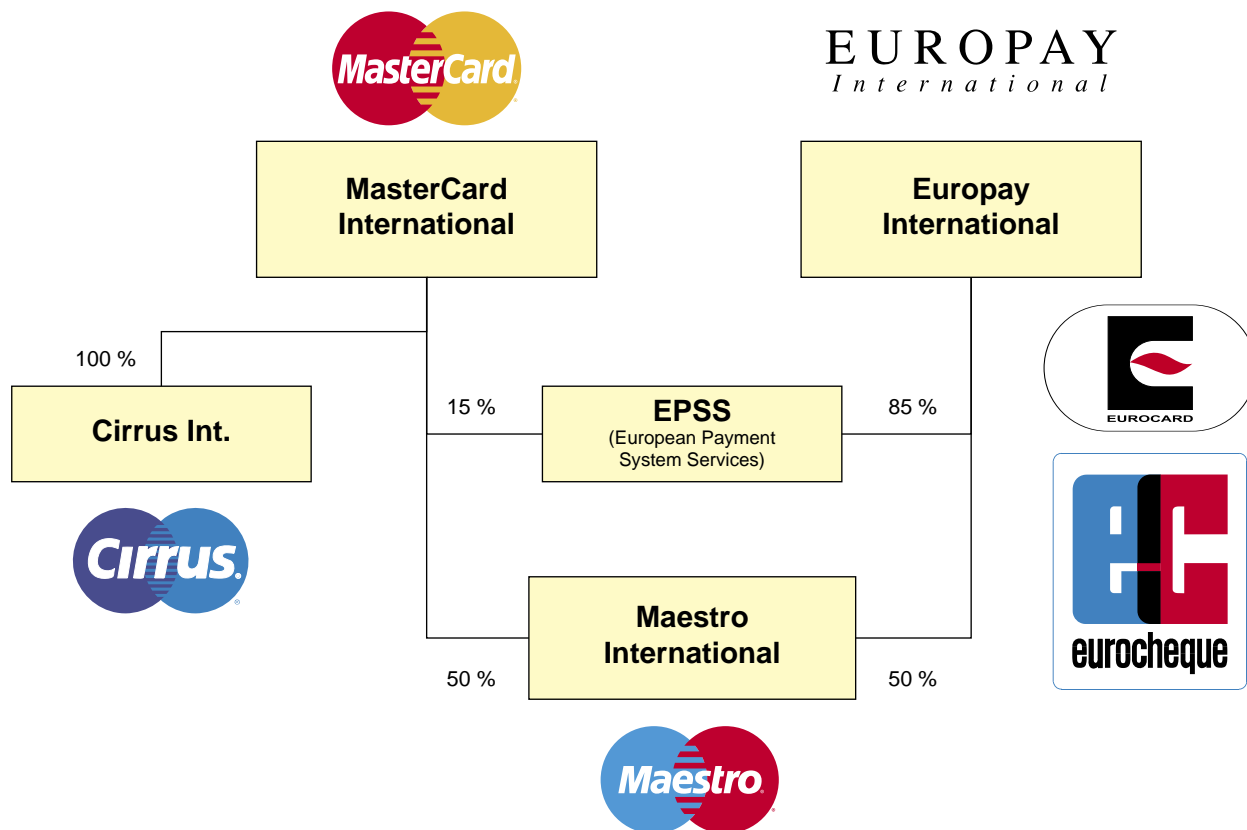 MasterCard
EUROPAY
International
MasterCard
International
Europay
International
100 %
Cirrus Int.
15 %
EPSS
(European Payment
System Services)
85 %
EUROCARD
Cirrus.
®
Maestro
International
50 %
50 %
ec
eurocheque
Maestro